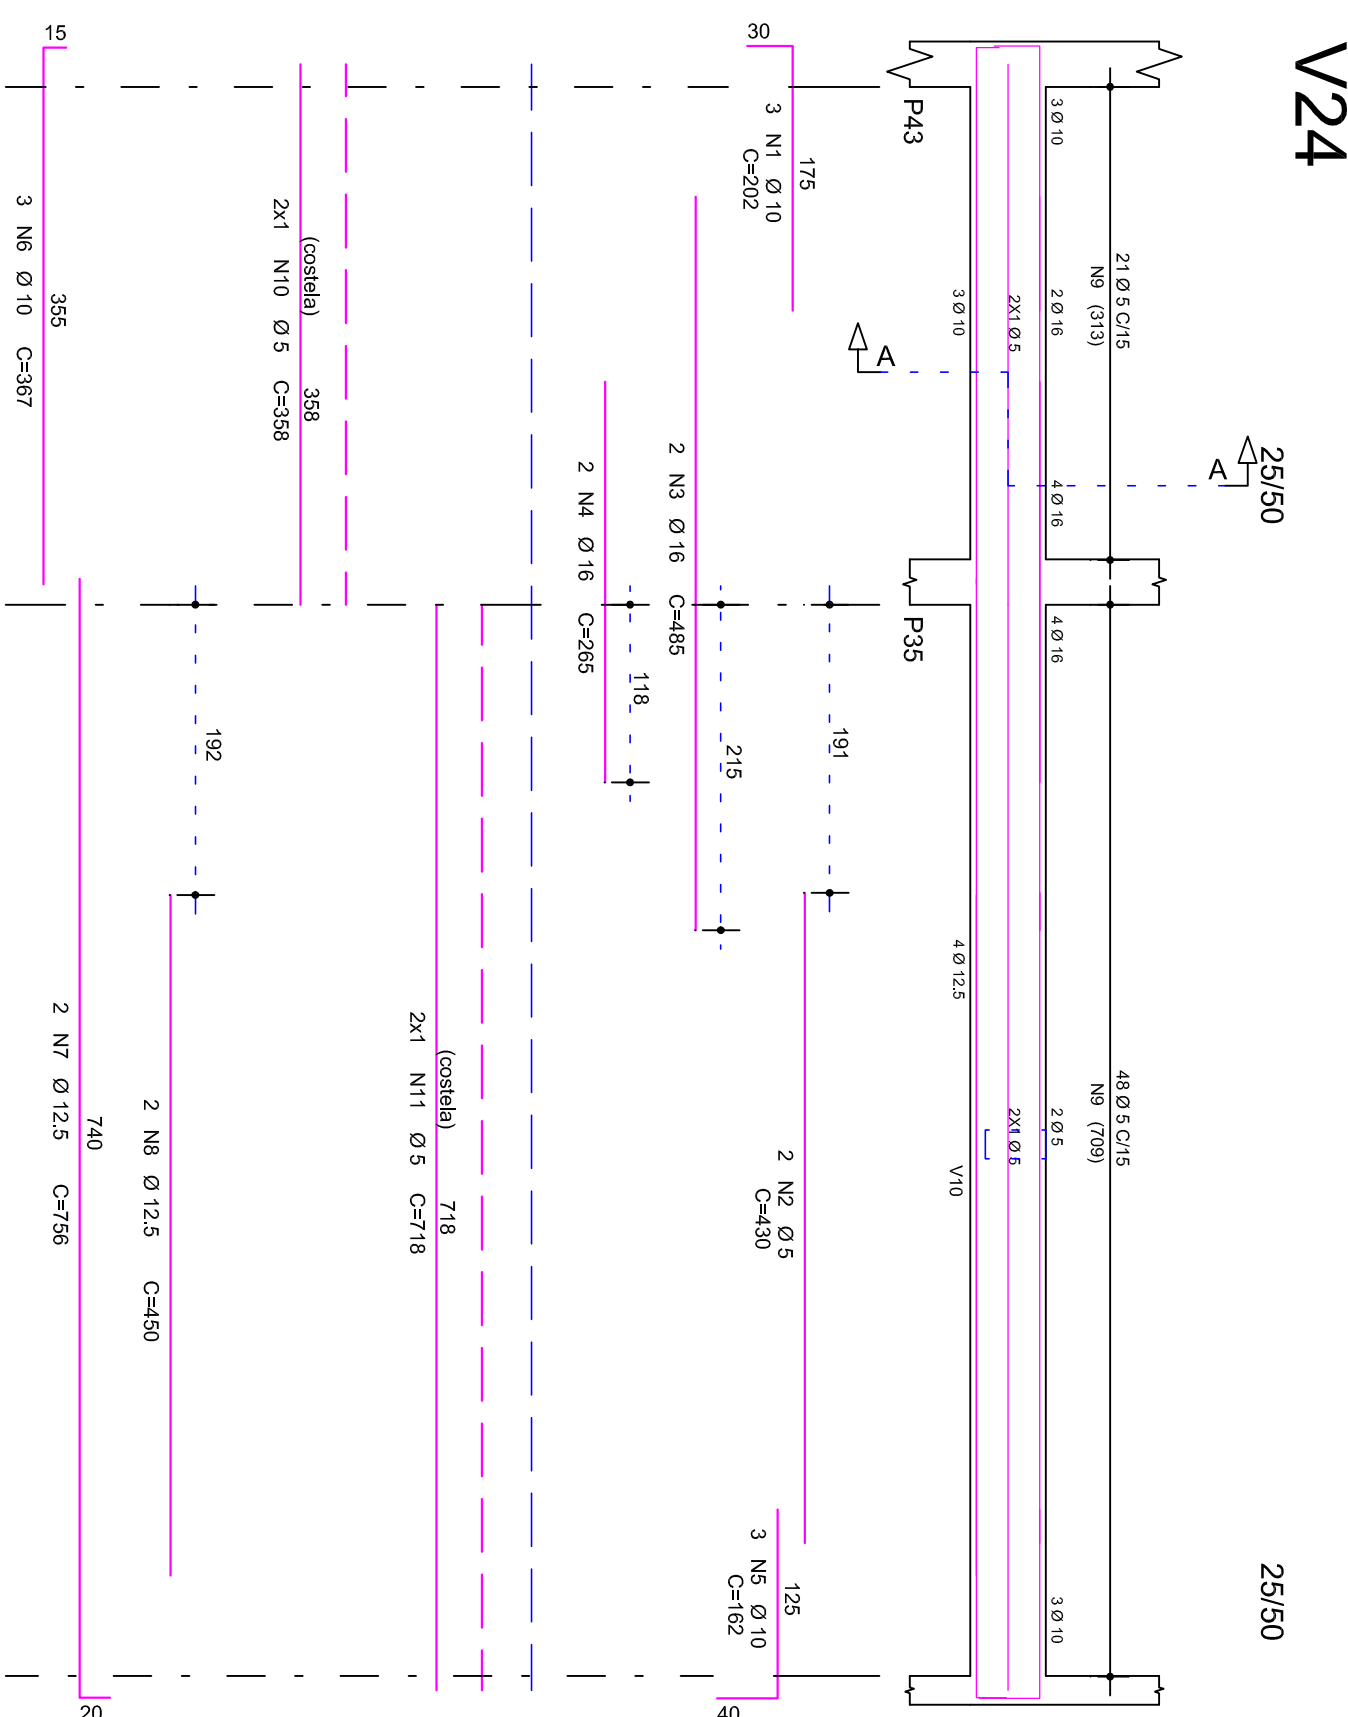 V24
25/50
25/50
A
A
21 Ø 5 C/15
N9 (313)
48 Ø 5 C/15
N9 (709)
3 Ø 10
2 Ø 16
4 Ø 16
4 Ø 16
2 Ø 5
3 Ø 10
2X1 Ø 5
2X1 Ø 5
3 Ø 10
4 Ø 12.5
V10
P43
P35
30
175
3 N1 Ø 10
C=202
191
2 N2 Ø 5
C=430
125
3 N5 Ø 10
C=162
40
215
2 N3 Ø 16 C=485
118
2 N4 Ø 16 C=265
(costela)
718
2x1 N11 Ø 5 C=718
(costela)
358
2x1 N10 Ø 5 C=358
192
2 N8 Ø 12.5 C=450
740
2 N7 Ø 12.5 C=756
20
15
355
3 N6 Ø 10 C=367